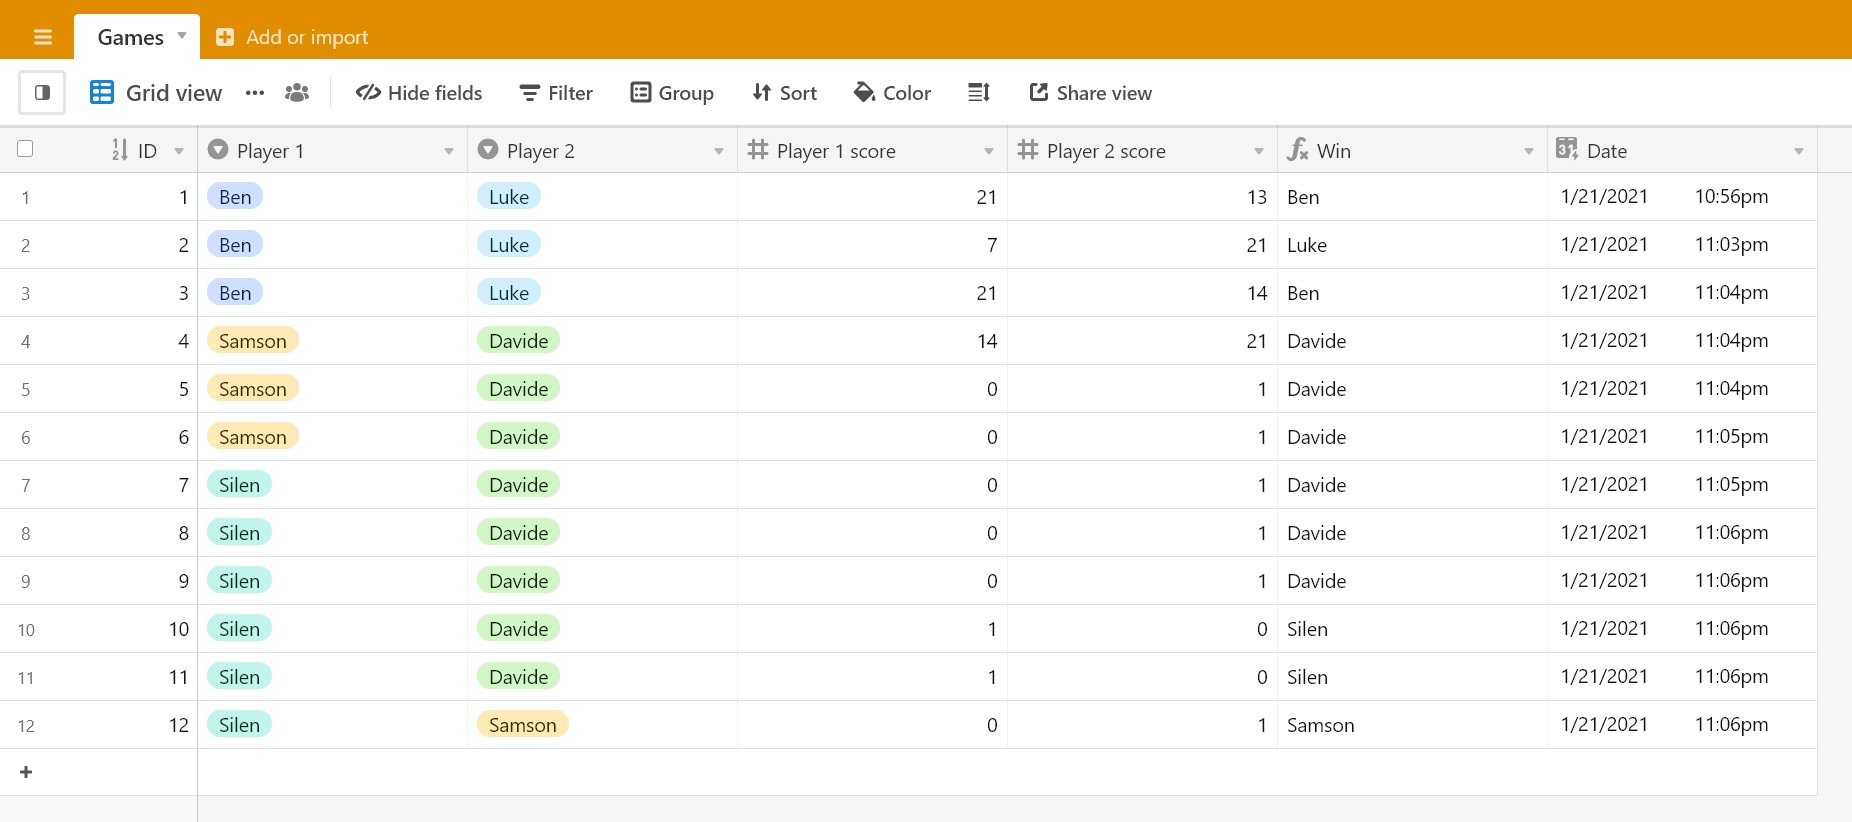 Games Add or import
Grid view Hide fields Filter Group Sort Color Share view
ID Player 1 Player 2 Player 1 score Player 2 score Win Date
1 1 Ben Luke 21 13 Ben 1/21/2021 10:56pm
2 2 Ben Luke 7 21 Luke 1/21/2021 11:03pm
3 3 Ben Luke 21 14 Ben 1/21/2021 11:04pm
4 4 Samson Davide 14 21 Davide 1/21/2021 11:04pm
5 5 Samson Davide 0 1 Davide 1/21/2021 11:04pm
6 6 Samson Davide 0 1 Davide 1/21/2021 11:05pm
7 7 Silen Davide 0 1 Davide 1/21/2021 11:05pm
8 8 Silen Davide 0 1 Davide 1/21/2021 11:06pm
9 9 Silen Davide 0 1 Davide 1/21/2021 11:06pm
10 10 Silen Davide 1 0 Silen 1/21/2021 11:06pm
11 11 Silen Davide 1 0 Silen 1/21/2021 11:06pm
12 12 Silen Samson 0 1 Samson 1/21/2021 11:06pm